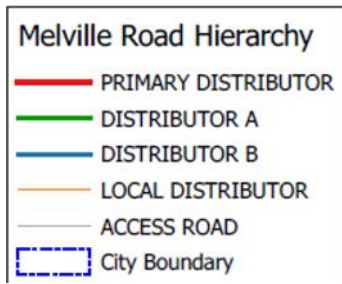 Melville Road Hierarchy
PRIMARY DISTRIBUTOR
DISTRIBUTOR A
DISTRIBUTOR B
LOCAL DISTRIBUTOR
ACCESS ROAD
City Boundary